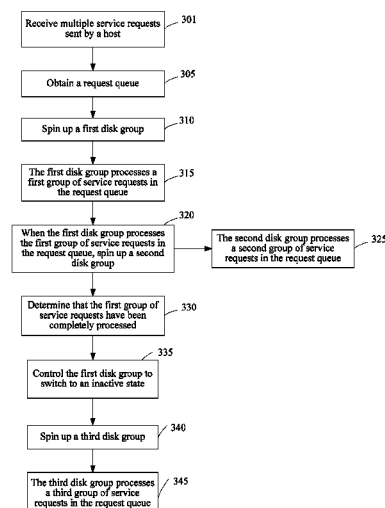 Receive multiple service requests
sent by a host
301
Obtain a request queue
305
Spin up a first disk group
310
The first disk group processes a
first group of service requests in
the request queue
315
When the first disk group processes
the first group of service requests in
the request queue, spin up a second
disk group
320
The second disk group processes
a second group of service
requests in the request queue
325
Determine that the first group of
service requests have been
completely processed
330
Control the first disk group to
switch to an inactive state
335
Spin up a third disk group
340
The third disk group processes
a third group of service
requests in the request queue
345